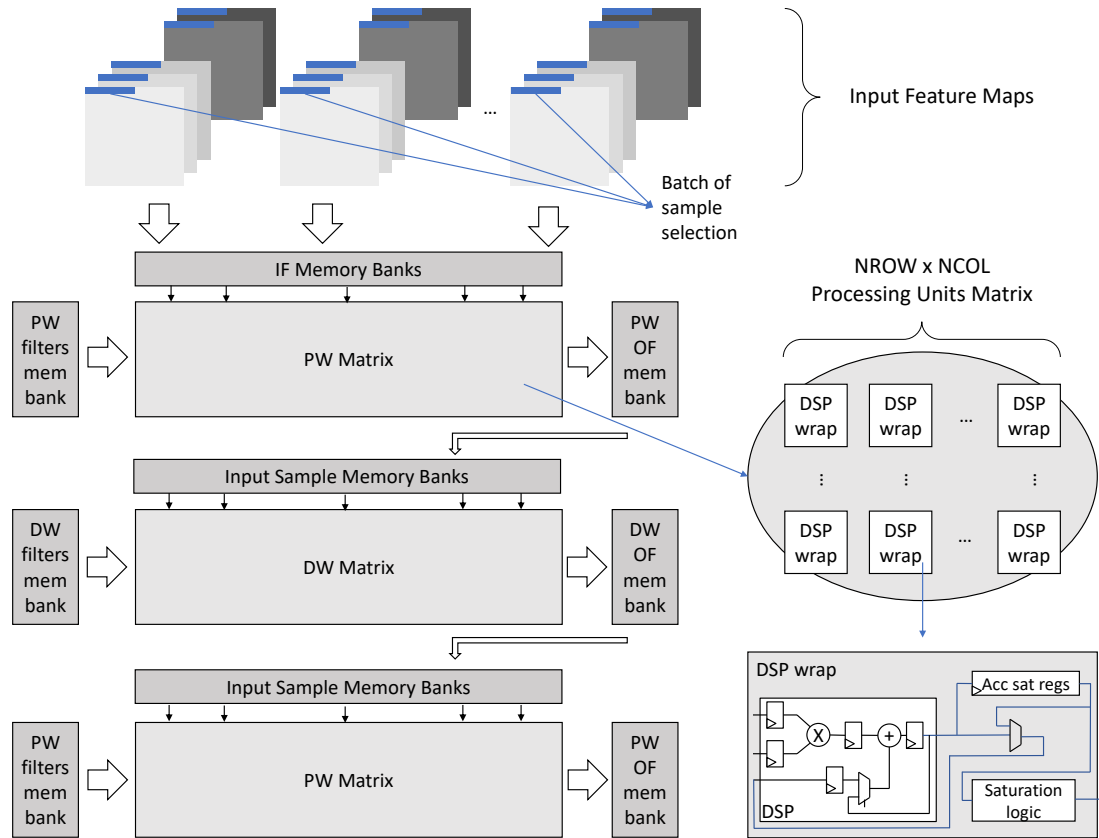 ...
Input Feature Maps
Batch of
sample
selection
IF Memory Banks
PW
filters
mem
bank
PW Matrix
PW
OF
mem
bank
NROW x NCOL
Processing Units Matrix
DSP
wrap
DSP
wrap
...
DSP
wrap
...
...
...
DSP
wrap
DSP
wrap
...
DSP
wrap
Input Sample Memory Banks
DW
filters
mem
bank
DW Matrix
DW
OF
mem
bank
Input Sample Memory Banks
PW
filters
mem
bank
PW Matrix
PW
OF
mem
bank
DSP wrap
Acc sat regs
X
+
DSP
Saturation
logic